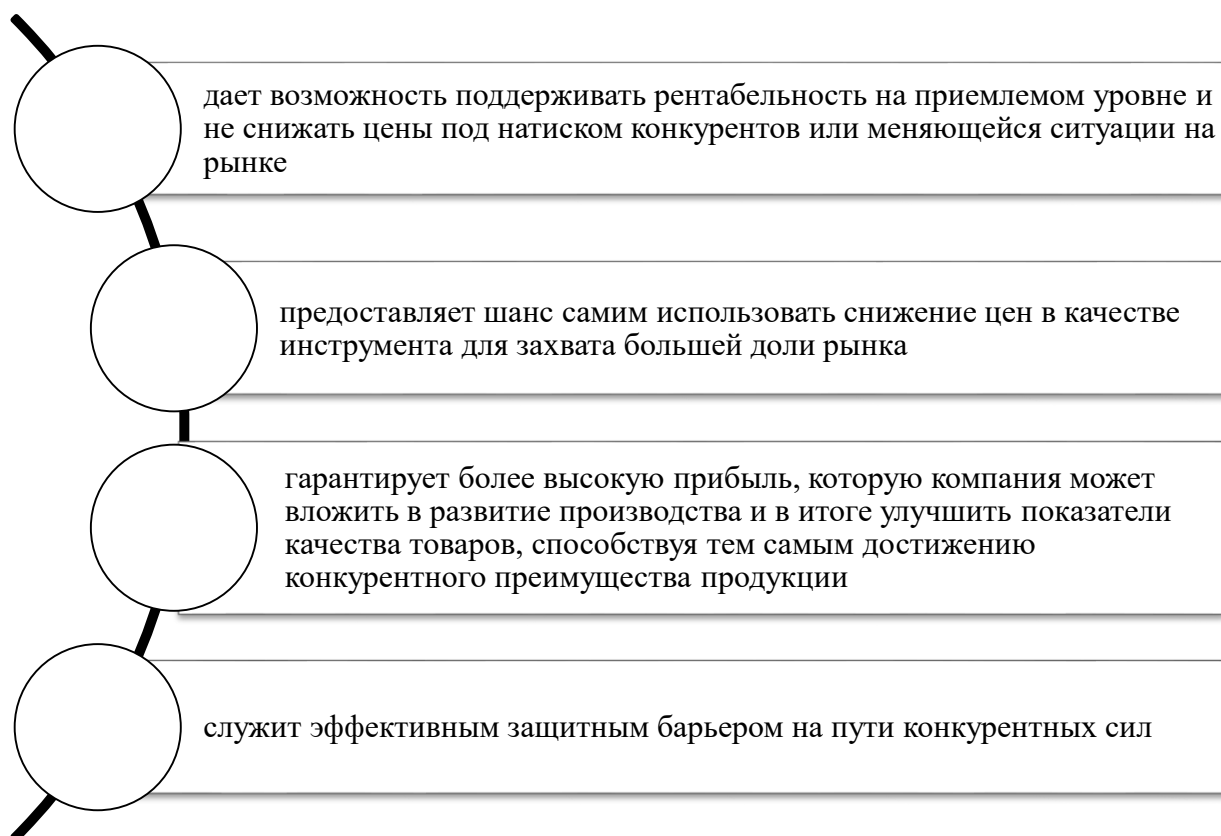 дает возможность поддерживать рентабельность на приемлемом уровне и
не снижать цены под натиском конкурентов или меняющейся ситуации на
рынке
предоставляет шанс самим использовать снижение цен в качестве
инструмента для захвата большей доли рынка
гарантирует более высокую прибыль, которую компания может
вложить в развитие производства и в итоге улучшить показатели
качества товаров, способствуя тем самым достижению
конкурентного преимущества продукции
служит эффективным защитным барьером на пути конкурентных сил